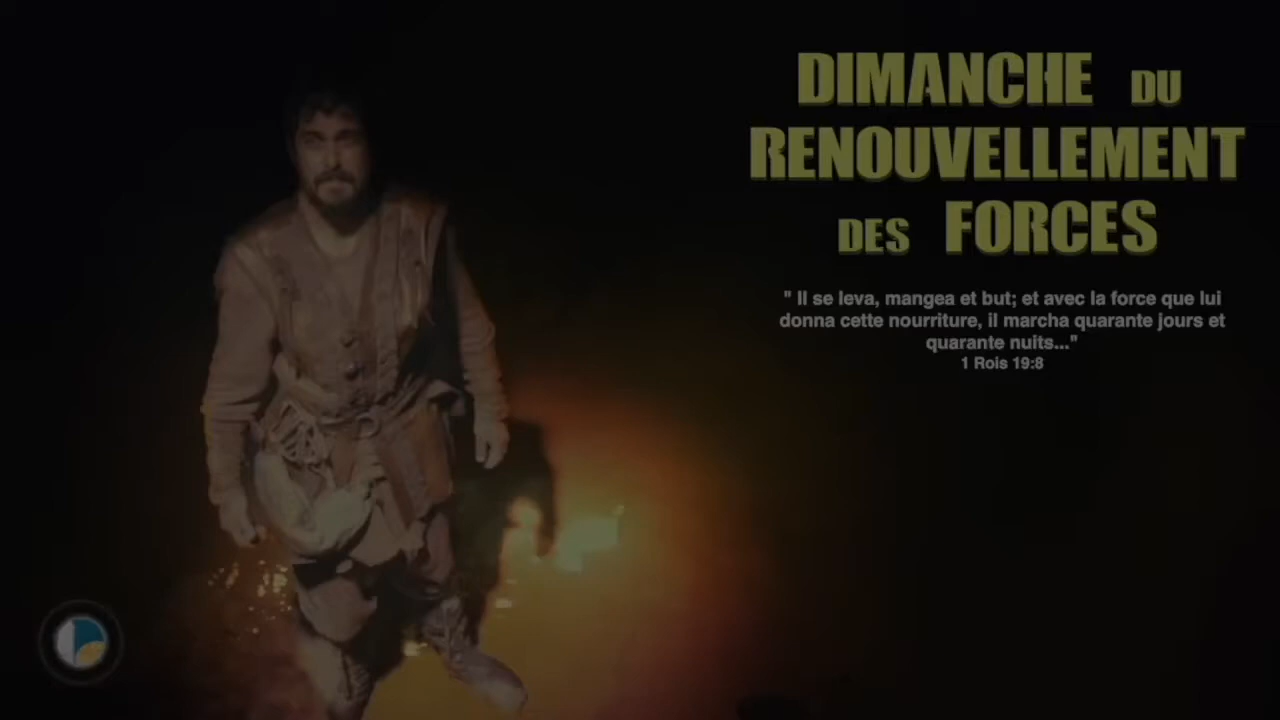 DIMANCHE DU
RENOUVELLEMENT
DES FORCES
" Il se leva, mangea et but; et avec la force que lui
donna cette nourriture, il marcha quarante jours et
quarante nuits..."
1 Rois 19:8